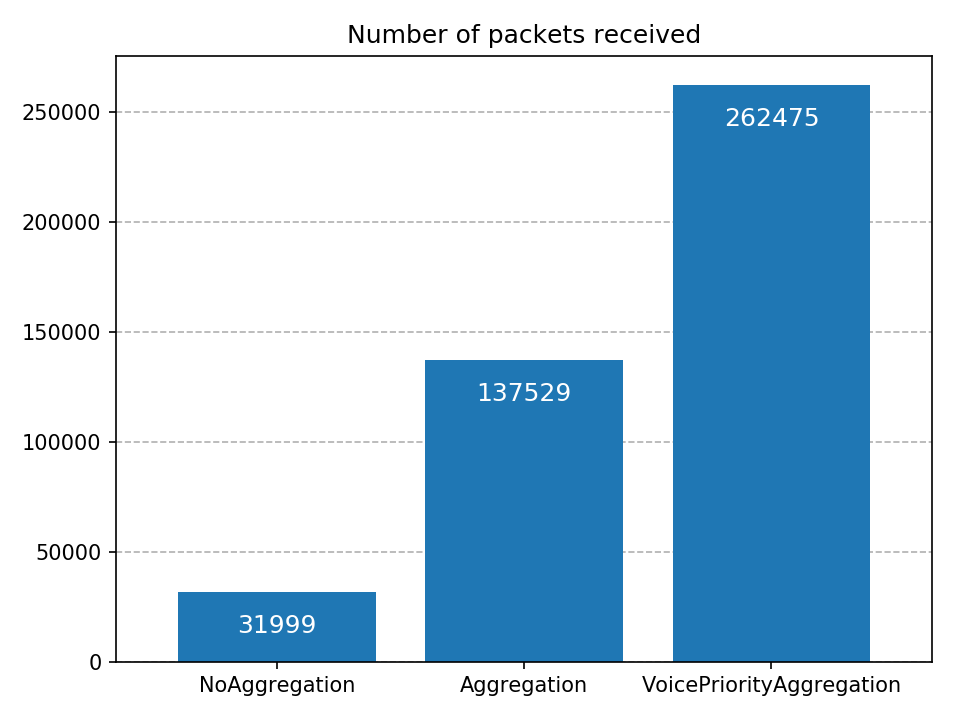 Number of packets received
250000
200000
150000
100000
50000
0
262475
137529
31999
NoAggregation
Aggregation
VoicePriorityAggregation